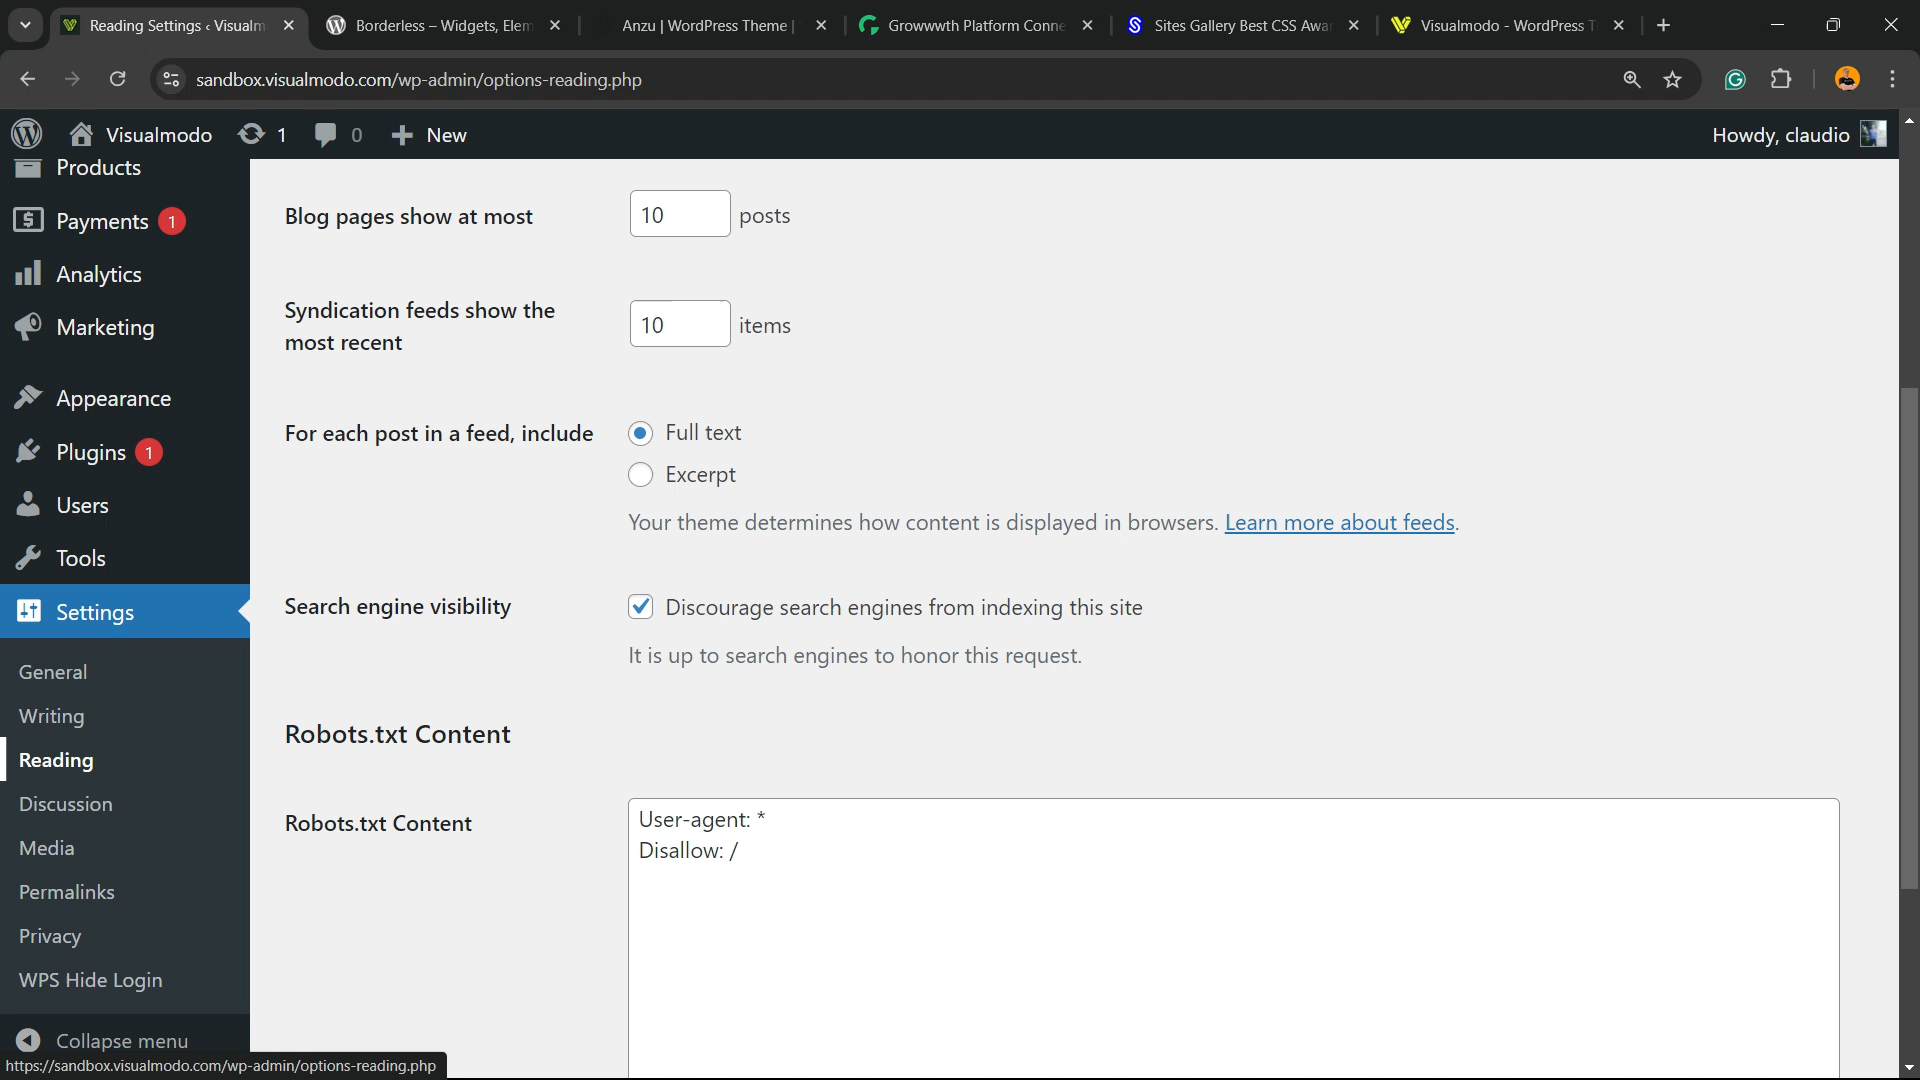 Reading Settings ‹ Visualm
Borderless – Widgets, Elem
Anzu | WordPress Theme |
Growwwth Platform Conne
Sites Gallery Best CSS Awa
Visualmodo - WordPress T
sandbox.visualmodo.com/wp-admin/options-reading.php
Visualmodo
1
0
New
Howdy, claudio
Products
Payments 1
Analytics
Marketing
Appearance
Plugins 1
Users
Tools
Settings
General
Writing
Reading
Discussion
Media
Permalinks
Privacy
WPS Hide Login
Collapse menu
https://sandbox.visualmodo.com/wp-admin/options-reading.php
Blog pages show at most
10 posts
Syndication feeds show the
most recent
10 items
For each post in a feed, include
Full text
Excerpt
Your theme determines how content is displayed in browsers. Learn more about feeds.
Search engine visibility
Discourage search engines from indexing this site
It is up to search engines to honor this request.
Robots.txt Content
Robots.txt Content
User-agent: *
Disallow: /